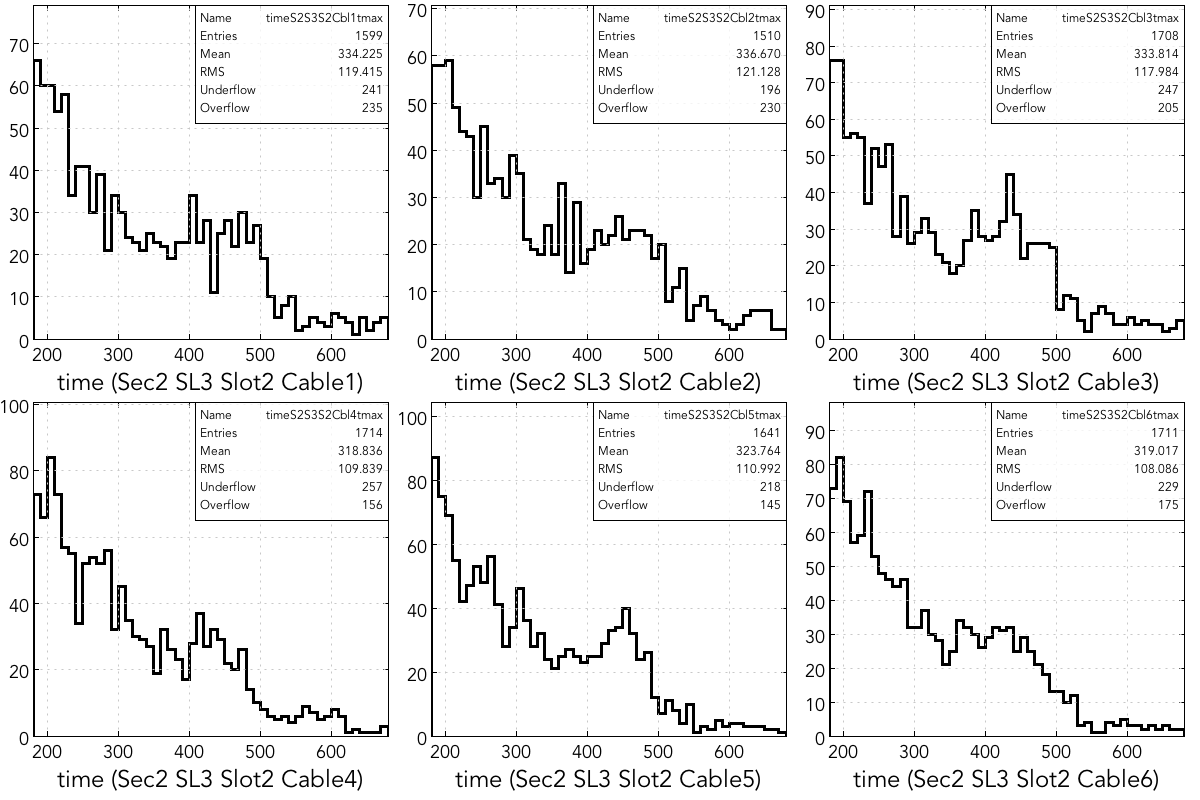 Name timeS2S3S2Cbl1tmax
Entries 1599
Mean 334.225
RMS 119.415
Underflow 241
Overflow 235
70
60
50
40
30
20
10
0
200 300 400 500 600
time (Sec2 SL3 Slot2 Cable1)
Name timeS2S3S2Cbl2tmax
Entries 1510
Mean 336.670
RMS 121.128
Underflow 196
Overflow 230
70
60
50
40
30
20
10
0
200 300 400 500 600
time (Sec2 SL3 Slot2 Cable2)
Name timeS2S3S2Cbl3tmax
Entries 1708
Mean 333.814
RMS 117.984
Underflow 247
Overflow 205
90
80
70
60
50
40
30
20
10
0
200 300 400 500 600
time (Sec2 SL3 Slot2 Cable3)
Name timeS2S3S2Cbl4tmax
Entries 1714
Mean 318.836
RMS 109.839
Underflow 257
Overflow 156
100
80
60
40
20
0
200 300 400 500 600
time (Sec2 SL3 Slot2 Cable4)
Name timeS2S3S2Cbl5tmax
Entries 1641
Mean 323.764
RMS 110.992
Underflow 218
Overflow 145
100
80
60
40
20
0
200 300 400 500 600
time (Sec2 SL3 Slot2 Cable5)
Name timeS2S3S2Cbl6tmax
Entries 1711
Mean 319.017
RMS 108.086
Underflow 229
Overflow 175
90
80
70
60
50
40
30
20
10
0
200 300 400 500 600
time (Sec2 SL3 Slot2 Cable6)